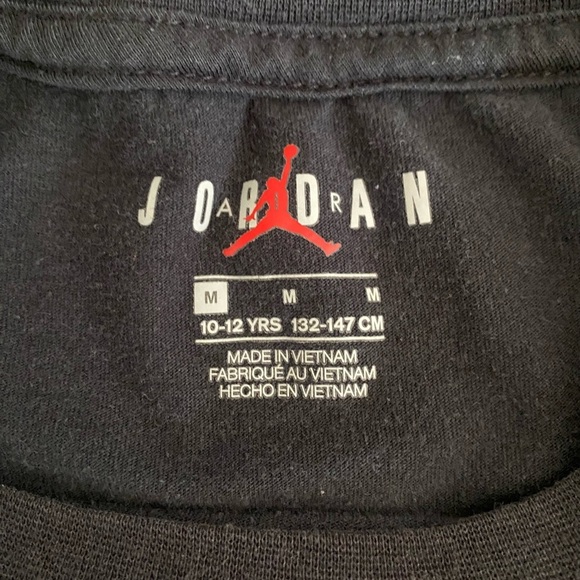 JORDAN
AIR
M M M
10-12 YRS 132-147 CM
MADE IN VIETNAM
FABRIQUÉ AU VIETNAM
HECHO EN VIETNAM